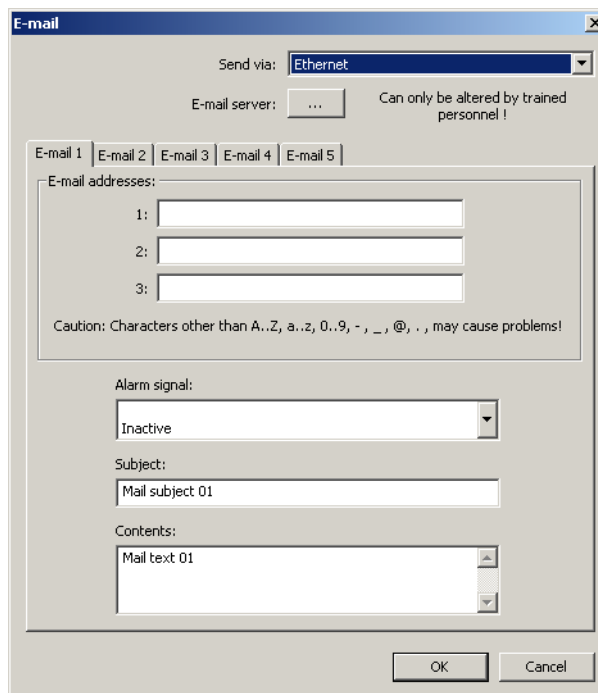 E-mail
Send via: Ethernet
E-mail server: ... Can only be altered by trained
personnel !
E-mail 1 E-mail 2 E-mail 3 E-mail 4 E-mail 5
E-mail addresses:
1:
2:
3:
Caution: Characters other than A..Z, a..z, 0..9, - , _ , @, . , may cause problems!
Alarm signal:
Inactive
Subject:
Mail subject 01
Contents:
Mail text 01
OK Cancel